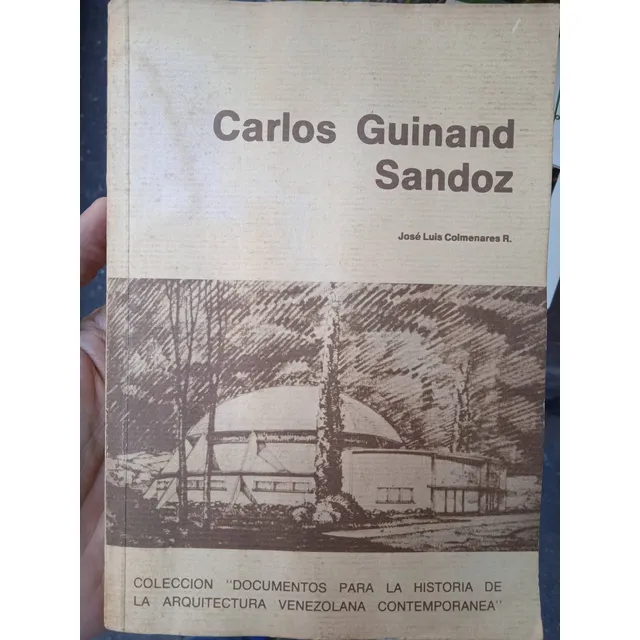 Carlos Guinand
Sandoz
José Luis Colmenares R.
COLECCION "DOCUMENTOS PARA LA HISTORIA DE
LA ARQUITECTURA VENEZOLANA CONTEMPORANEA"